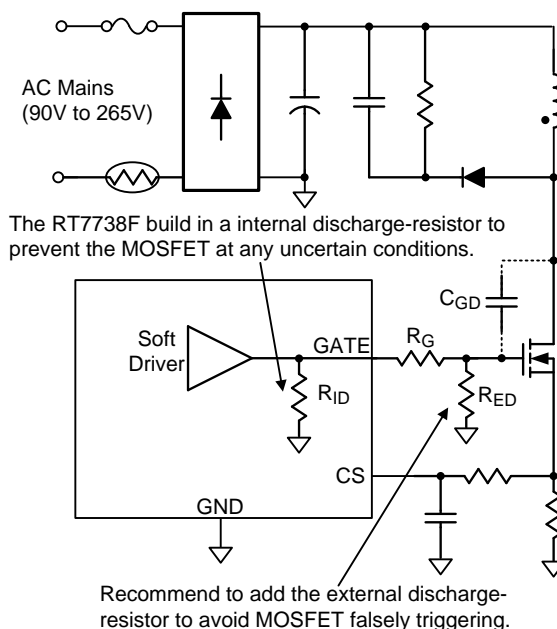 AC Mains
(90V to 265V)
The RT7738F build in a internal discharge-resistor to
prevent the MOSFET at any uncertain conditions.
CGD
Soft
Driver
GATE
RG
RID
RED
CS
GND
Recommend to add the external discharge-
resistor to avoid MOSFET falsely triggering.